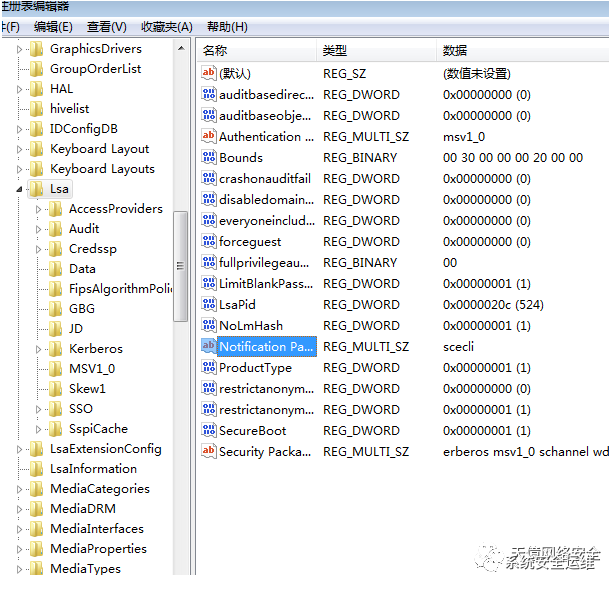 注册表编辑器
件(F) 编辑(E) 查看(V) 收藏夹(A) 帮助(H)
GraphicsDrivers
GroupOrderList
HAL
hivelist
IDConfigDB
Keyboard Layout
Keyboard Layouts
Lsa
AccessProviders
Audit
Credssp
Data
FipsAlgorithmPolic
GBG
JD
Kerberos
MSV1_0
Skew1
SSO
SspiCache
LsaExtensionConfig
LsaInformation
MediaCategories
MediaDRM
MediaInterfaces
MediaProperties
MediaTypes
名称 类型 数据
(默认) REG_SZ (数值未设置)
auditbasedirec... REG_DWORD 0x00000000 (0)
auditbaseobje... REG_DWORD 0x00000000 (0)
Authentication ... REG_MULTI_SZ msv1_0
Bounds REG_BINARY 00 30 00 00 00 20 00 00
crashonauditfail REG_DWORD 0x00000000 (0)
disabledomain... REG_DWORD 0x00000000 (0)
everyoneinclud... REG_DWORD 0x00000000 (0)
forceguest REG_DWORD 0x00000000 (0)
fullprivilegeau... REG_BINARY 00
LimitBlankPass... REG_DWORD 0x00000001 (1)
LsaPid REG_DWORD 0x0000020c (524)
NoLmHash REG_DWORD 0x00000001 (1)
Notification Pa... REG_MULTI_SZ scecli
ProductType REG_DWORD 0x00000001 (1)
restrictanonym... REG_DWORD 0x00000000 (0)
restrictanonym... REG_DWORD 0x00000001 (1)
SecureBoot REG_DWORD 0x00000001 (1)
Security Packa... REG_MULTI_SZ erberos msv1_0 schannel wd
天億网络安全
系统安全运维